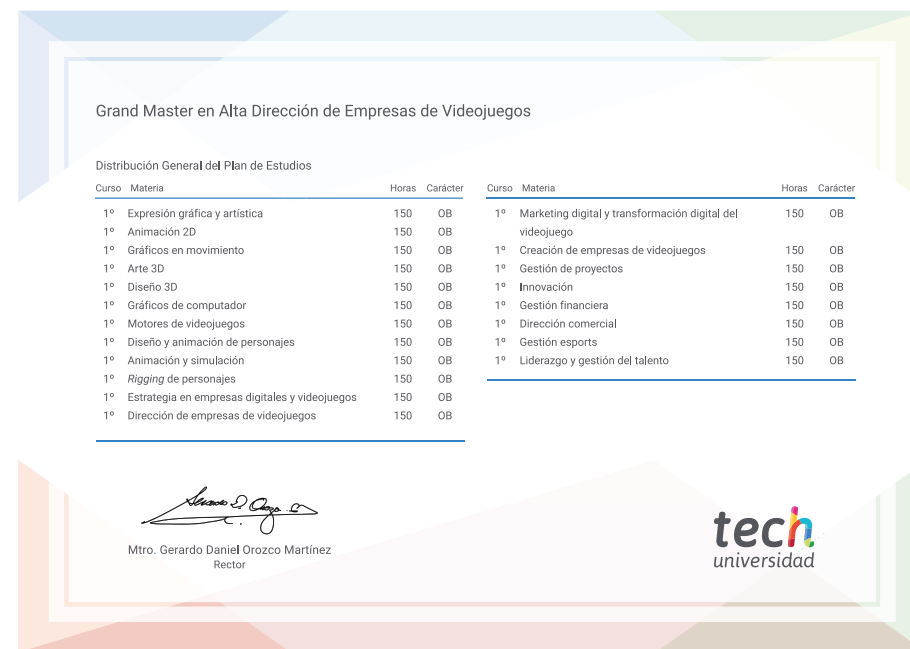 Grand Master en Alta Dirección de Empresas de Videojuegos
Distribución General del Plan de Estudios
Curso Materia Horas Carácter
1º Expresión gráfica y artística 150 OB
1º Animación 2D 150 OB
1º Gráficos en movimiento 150 OB
1º Arte 3D 150 OB
1º Diseño 3D 150 OB
1º Gráficos de computador 150 OB
1º Motores de videojuegos 150 OB
1º Diseño y animación de personajes 150 OB
1º Animación y simulación 150 OB
1º Rigging de personajes 150 OB
1º Estrategia en empresas digitales y videojuegos 150 OB
1º Dirección de empresas de videojuegos 150 OB
Curso Materia Horas Carácter
1º Marketing digital y transformación digital del 150 OB
videojuego
1º Creación de empresas de videojuegos 150 OB
1º Gestión de proyectos 150 OB
1º Innovación 150 OB
1º Gestión financiera 150 OB
1º Dirección comercial 150 OB
1º Gestión esports 150 OB
1º Liderazgo y gestión del talento 150 OB
Mtro. Gerardo Daniel Orozco Martínez
Rector
tech
universidad